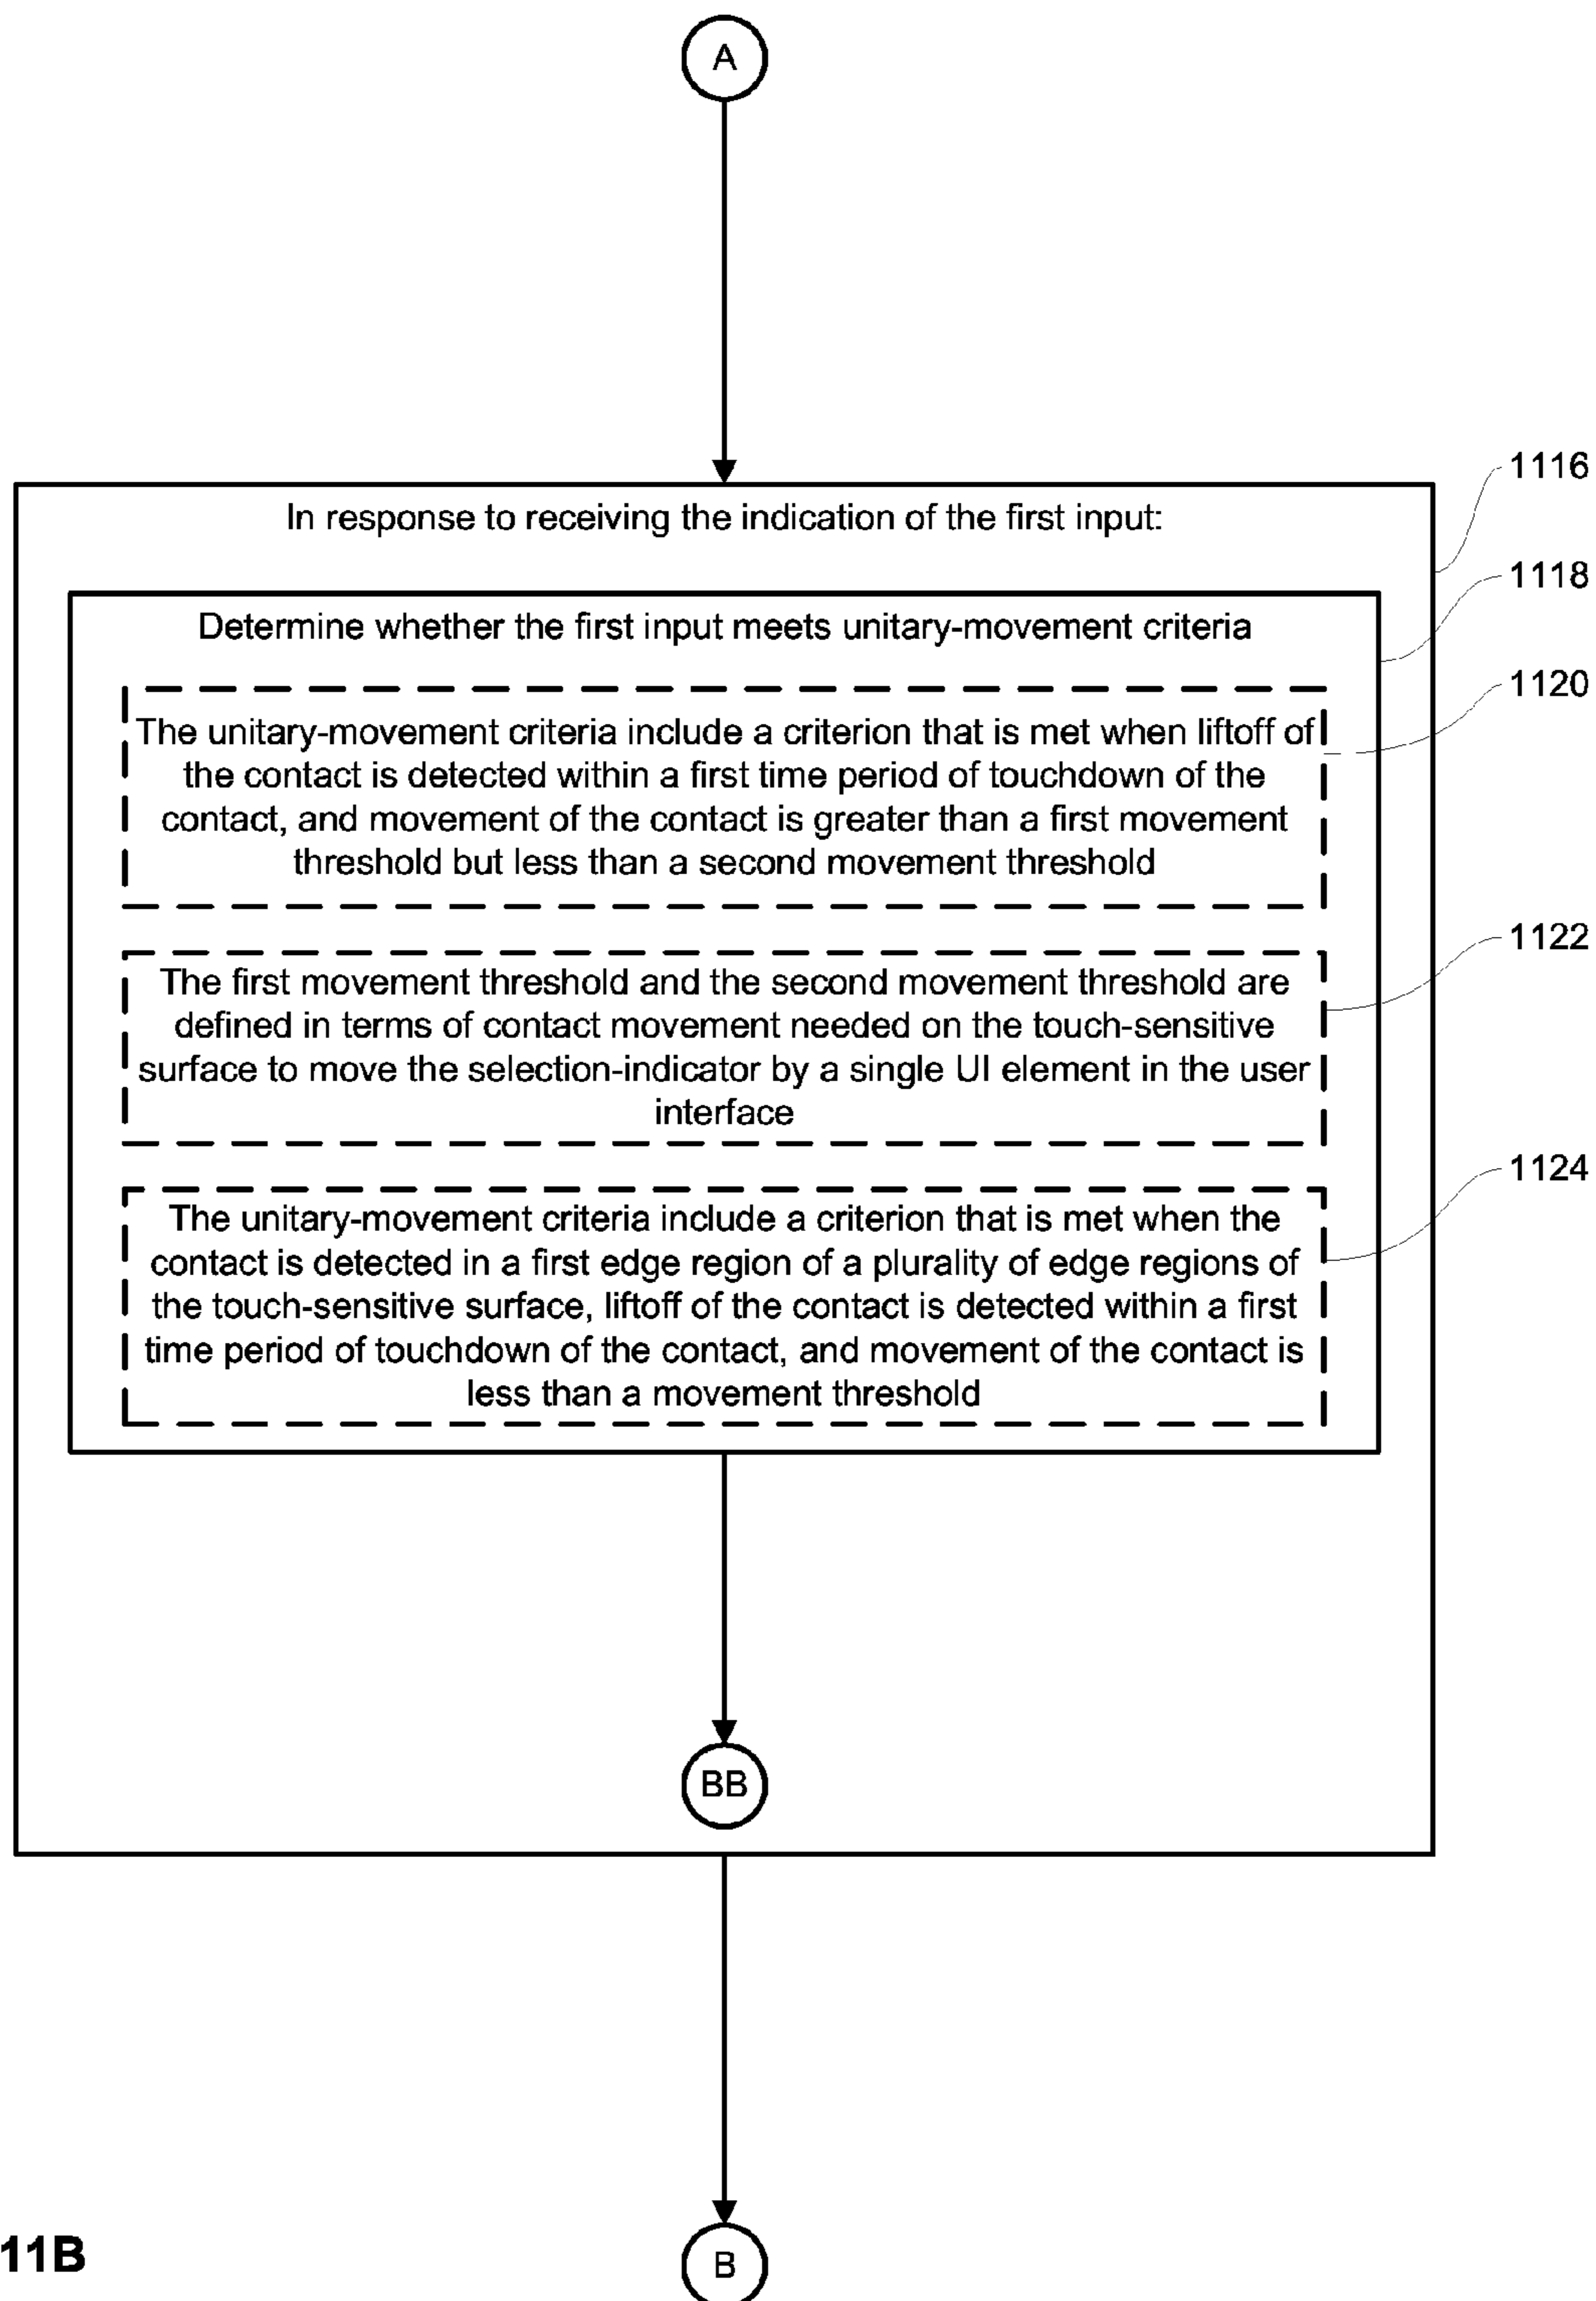 A
1116
In response to receiving the indication of the first input:
1118
Determine whether the first input meets unitary-movement criteria
1120
The unitary-movement criteria include a criterion that is met when liftoff of
the contact is detected within a first time period of touchdown of the
contact, and movement of the contact is greater than a first movement
threshold but less than a second movement threshold
1122
The first movement threshold and the second movement threshold are
defined in terms of contact movement needed on the touch-sensitive
surface to move the selection-indicator by a single UI element in the user
interface
1124
The unitary-movement criteria include a criterion that is met when the
contact is detected in a first edge region of a plurality of edge regions of
the touch-sensitive surface, liftoff of the contact is detected within a first
time period of touchdown of the contact, and movement of the contact is
less than a movement threshold
BB
11B
B